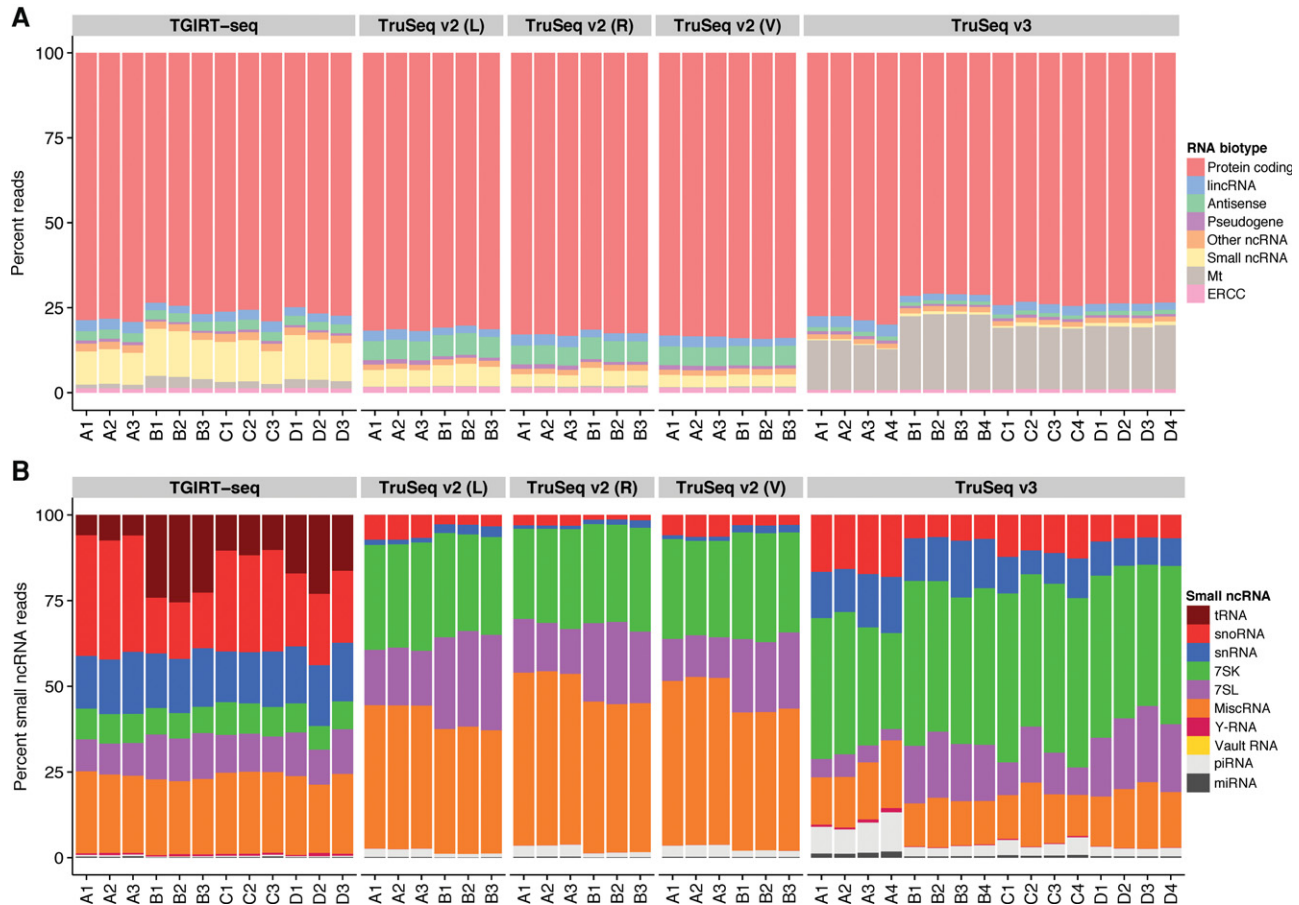 A
TGIRT-seq TruSeq v2 (L) TruSeq v2 (R) TruSeq v2 (V) TruSeq v3
Percent reads
100
75
50
25
0
A1 A2 A3 B1 B2 B3 C1 C2 C3 D1 D2 D3 A1 A2 A3 B1 B2 B3 A1 A2 A3 B1 B2 B3 A1 A2 A3 B1 B2 B3 A1 A2 A3 A4 B1 B2 B3 B4 C1 C2 C3 C4 D1 D2 D3 D4
RNA biotype
Protein coding
lincRNA
Antisense
Pseudogene
Other ncRNA
Small ncRNA
Mt
ERCC
B
TGIRT-seq TruSeq v2 (L) TruSeq v2 (R) TruSeq v2 (V) TruSeq v3
Percent small ncRNA reads
100
75
50
25
0
A1 A2 A3 B1 B2 B3 C1 C2 C3 D1 D2 D3 A1 A2 A3 B1 B2 B3 A1 A2 A3 B1 B2 B3 A1 A2 A3 B1 B2 B3 A1 A2 A3 A4 B1 B2 B3 B4 C1 C2 C3 C4 D1 D2 D3 D4
Small ncRNA
tRNA
snoRNA
snRNA
7SK
7SL
MiscRNA
Y-RNA
Vault RNA
piRNA
miRNA